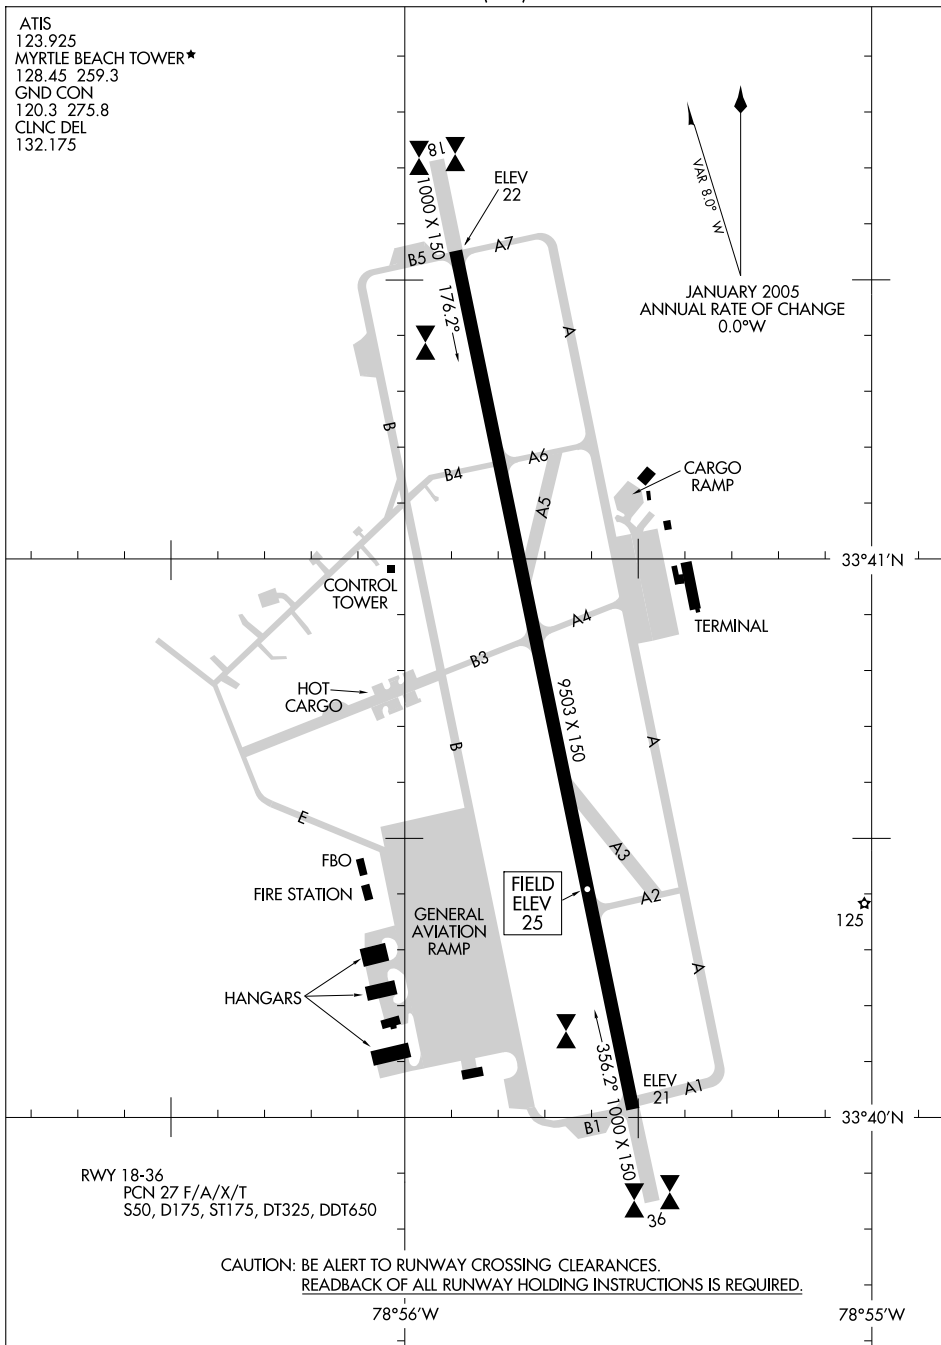 ATIS
123.925
MYRTLE BEACH TOWER★
128.45 259.3
GND CON
120.3 275.8
CLNC DEL
132.175
18
1000 X 150
ELEV
22
VAR 8.0° W
JANUARY 2005
ANNUAL RATE OF CHANGE
0.0°W
B5
A7
176.2°
A
B
B4
A6
A5
CARGO
RAMP
33°41'N
CONTROL
TOWER
TERMINAL
A4
B3
HOT
CARGO
9503 X 150
B
A
E
FBO
FIRE STATION
A3
A2
FIELD
ELEV
25
125
GENERAL
AVIATION
RAMP
A
HANGARS
356.2°
ELEV
21
A1
B1
1000 X 150
33°40'N
36
RWY 18-36
PCN 27 F/A/X/T
S50, D175, ST175, DT325, DDT650
CAUTION: BE ALERT TO RUNWAY CROSSING CLEARANCES.
READBACK OF ALL RUNWAY HOLDING INSTRUCTIONS IS REQUIRED.
78°56'W
78°55'W